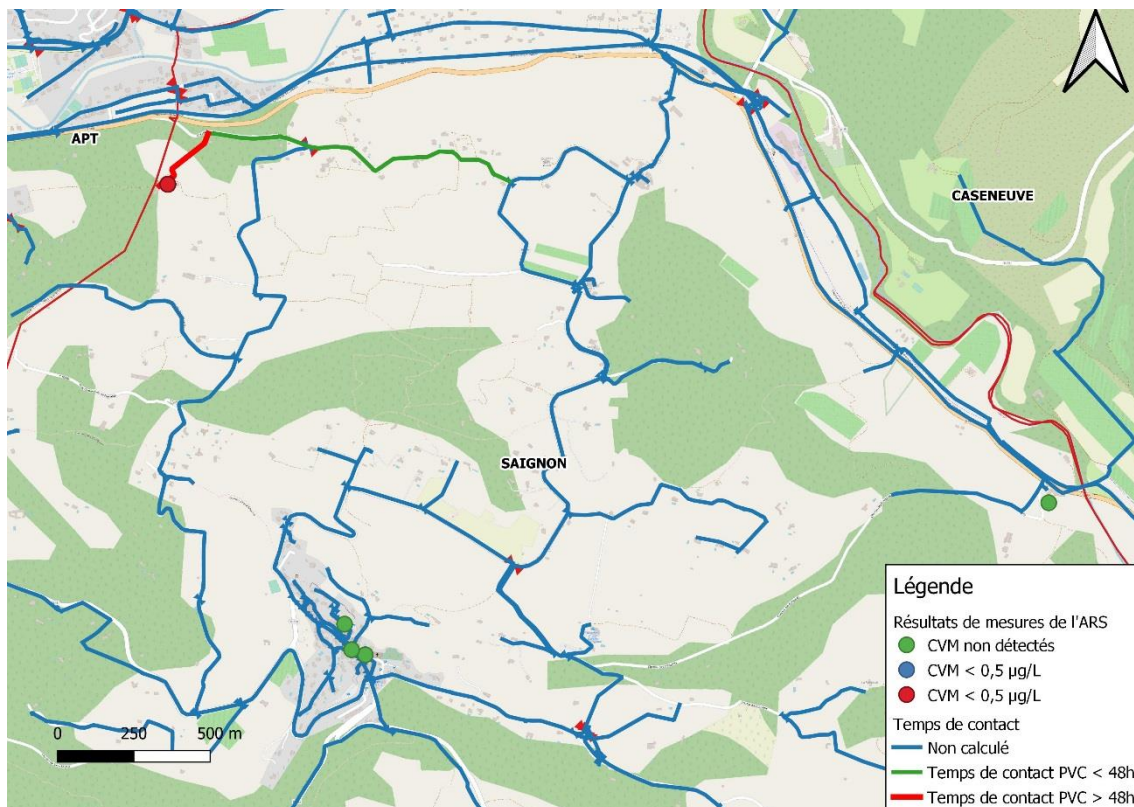 APT
CASENEUVE
SAIGNON
0 250 500 m
Légende
Résultats de mesures de l'ARS
CVM non détectés
CVM < 0,5 µg/L
CVM < 0,5 µg/L
Temps de contact
Non calculé
Temps de contact PVC < 48h
Temps de contact PVC > 48h